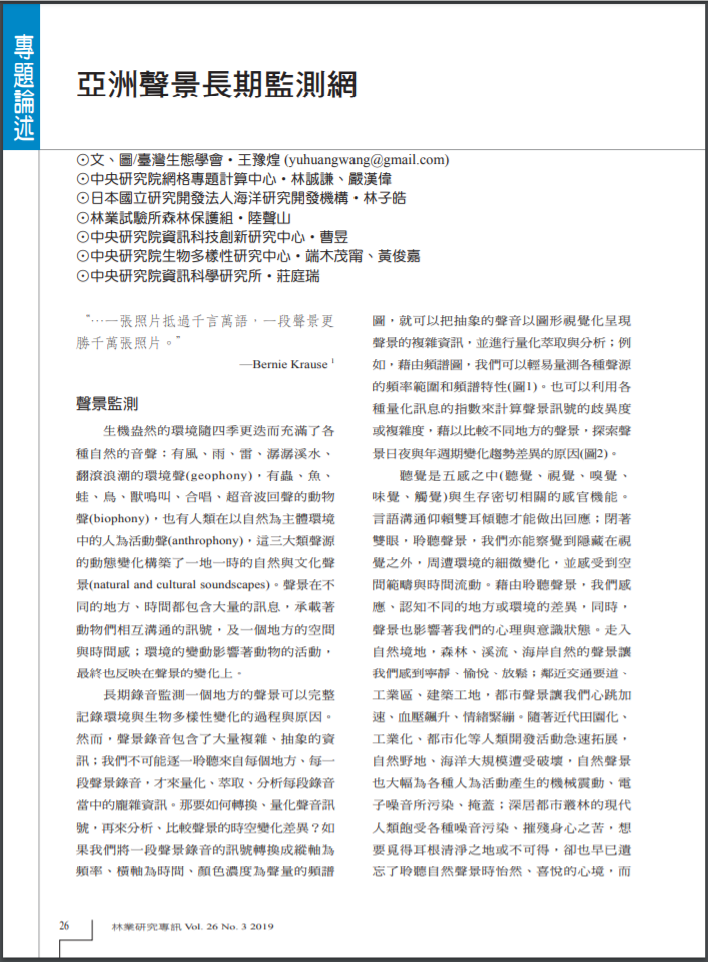 專題論述
亞洲聲景長期監測網
⊙文、圖/臺灣生態學會・王豫煌 (yuhuangwang@gmail.com)
⊙中央研究院網格專題計算中心・林誠謙、嚴漢偉
⊙日本國立研究開發法人海洋研究開發機構・林子皓
⊙林業試驗所森林保護組・陸聲山
⊙中央研究院資訊科技創新研究中心・曹昱
⊙中央研究院生物多樣性研究中心・端木茂甯、黃俊嘉
⊙中央研究院資訊科學研究所・莊庭瑞
“…一張照片抵過千言萬語，一段聲景更
勝千萬張照片。”
—Bernie Krause 1
聲景監測
生機盎然的環境隨四季更迭而充滿了各
種自然的音聲：有風、雨、雷、潺潺溪水、
翻滾浪潮的環境聲(geophony)，有蟲、魚、
蛙、鳥、獸鳴叫、合唱、超音波回聲的動物
聲(biophony)，也有人類在以自然為主體環境
中的人為活動聲(anthrophony)，這三大類聲源
的動態變化構築了一地一時的自然與文化聲
景(natural and cultural soundscapes)。聲景在不
同的地方、時間都包含大量的訊息，承載著
動物們相互溝通的訊號，及一個地方的空間
與時間感；環境的變動影響著動物的活動，
最終也反映在聲景的變化上。
長期錄音監測一個地方的聲景可以完整
記錄環境與生物多樣性變化的過程與原因。
然而，聲景錄音包含了大量複雜、抽象的資
訊；我們不可能逐一聆聽來自每個地方、每一
段聲景錄音，才來量化、萃取、分析每段錄音
當中的龐雜資訊。那要如何轉換、量化聲音訊
號，再來分析、比較聲景的時空變化差異？如
果我們將一段聲景錄音的訊號轉換成縱軸為
頻率、橫軸為時間、顏色濃度為聲量的頻譜
圖，就可以把抽象的聲音以圖形視覺化呈現
聲景的複雜資訊，並進行量化萃取與分析；例
如，藉由頻譜圖，我們可以輕易量測各種聲源
的頻率範圍和頻譜特性(圖1)。也可以利用各
種量化訊息的指數來計算聲景訊號的歧異度
或複雜度，藉以比較不同地方的聲景，探索聲
景日夜與年週期變化趨勢差異的原因(圖2)。
聽覺是五感之中(聽覺、視覺、嗅覺、
味覺、觸覺)與生存密切相關的感官機能。
言語溝通仰賴雙耳傾聽才能做出回應；閉著
雙眼，聆聽聲景，我們亦能察覺到隱藏在視
覺之外，周遭環境的細微變化，並感受到空
間範疇與時間流動。藉由聆聽聲景，我們感
應、認知不同的地方或環境的差異，同時，
聲景也影響著我們的心理與意識狀態。走入
自然境地，森林、溪流、海岸自然的聲景讓
我們感到寧靜、愉悅、放鬆；鄰近交通要道、
工業區、建築工地，都市聲景讓我們心跳加
速、血壓飆升、情緒緊繃。隨著近代田園化、
工業化、都市化等人類開發活動急速拓展，
自然野地、海洋大規模遭受破壞，自然聲景
也大幅為各種人為活動產生的機械震動、電
子噪音所污染、掩蓋；深居都市叢林的現代
人類飽受各種噪音污染、摧殘身心之苦，想
要覓得耳根清淨之地或不可得，卻也早已遺
忘了聆聽自然聲景時怡然、喜悅的心境，而
26
林業研究專訊 Vol. 26 No. 3 2019